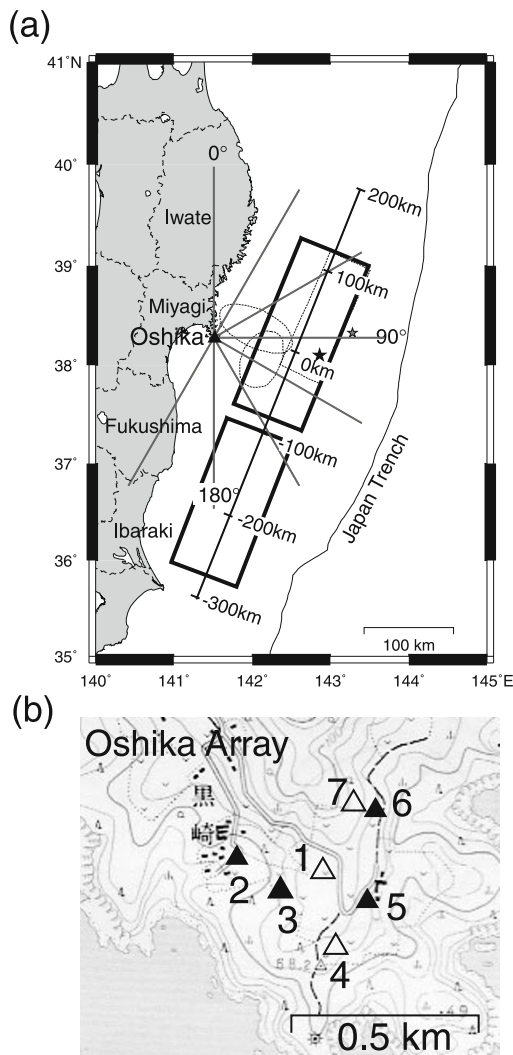 (a)
41°N
40°
39°
38°
37°
36°
35°
140°
141°
142°
143°
144°
145°E
0°
200km
Iwate
100km
Miyagi
Oshika
90°
0km
Fukushima
-100km
180°
-200km
Ibaraki
-300km
Japan Trench
100 km
(b)
Oshika Array
黒
崎
7
6
1
2
3
5
4
58.2
0.5 km